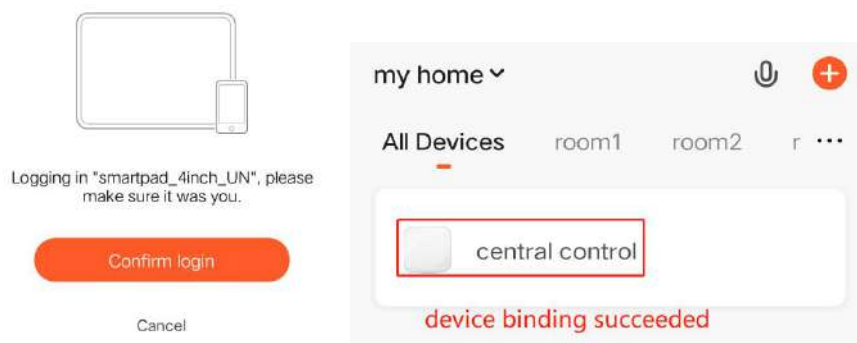 Logging in "smartpad_4inch_UN", please
make sure it was you.
Confirm login
Cancel
my home
All Devices room1 room2 r ...
central control
device binding succeeded